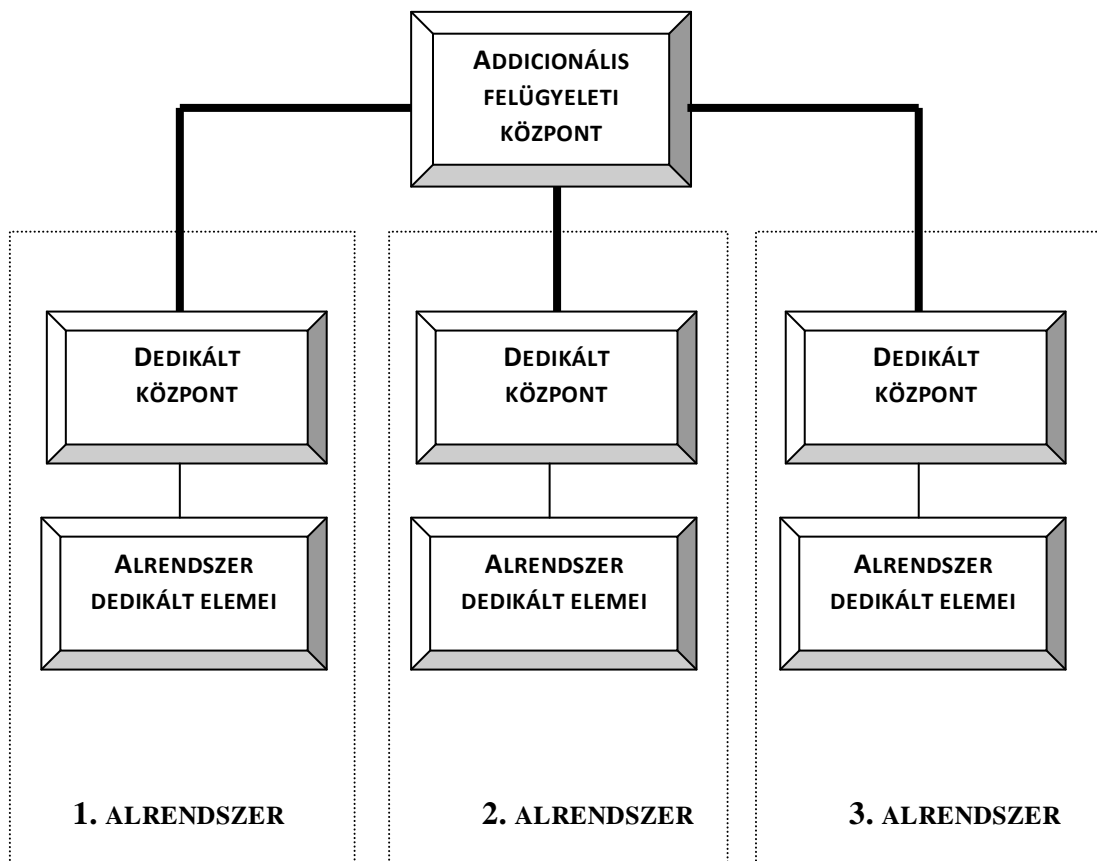 ADDICIONÁLIS
FELÜGYELETI
KÖZPONT
DEDIKÁLT
KÖZPONT
DEDIKÁLT
KÖZPONT
DEDIKÁLT
KÖZPONT
ALRENDSZER
DEDIKÁLT ELEMEI
ALRENDSZER
DEDIKÁLT ELEMEI
ALRENDSZER
DEDIKÁLT ELEMEI
1. ALRENDSZER
2. ALRENDSZER
3. ALRENDSZER